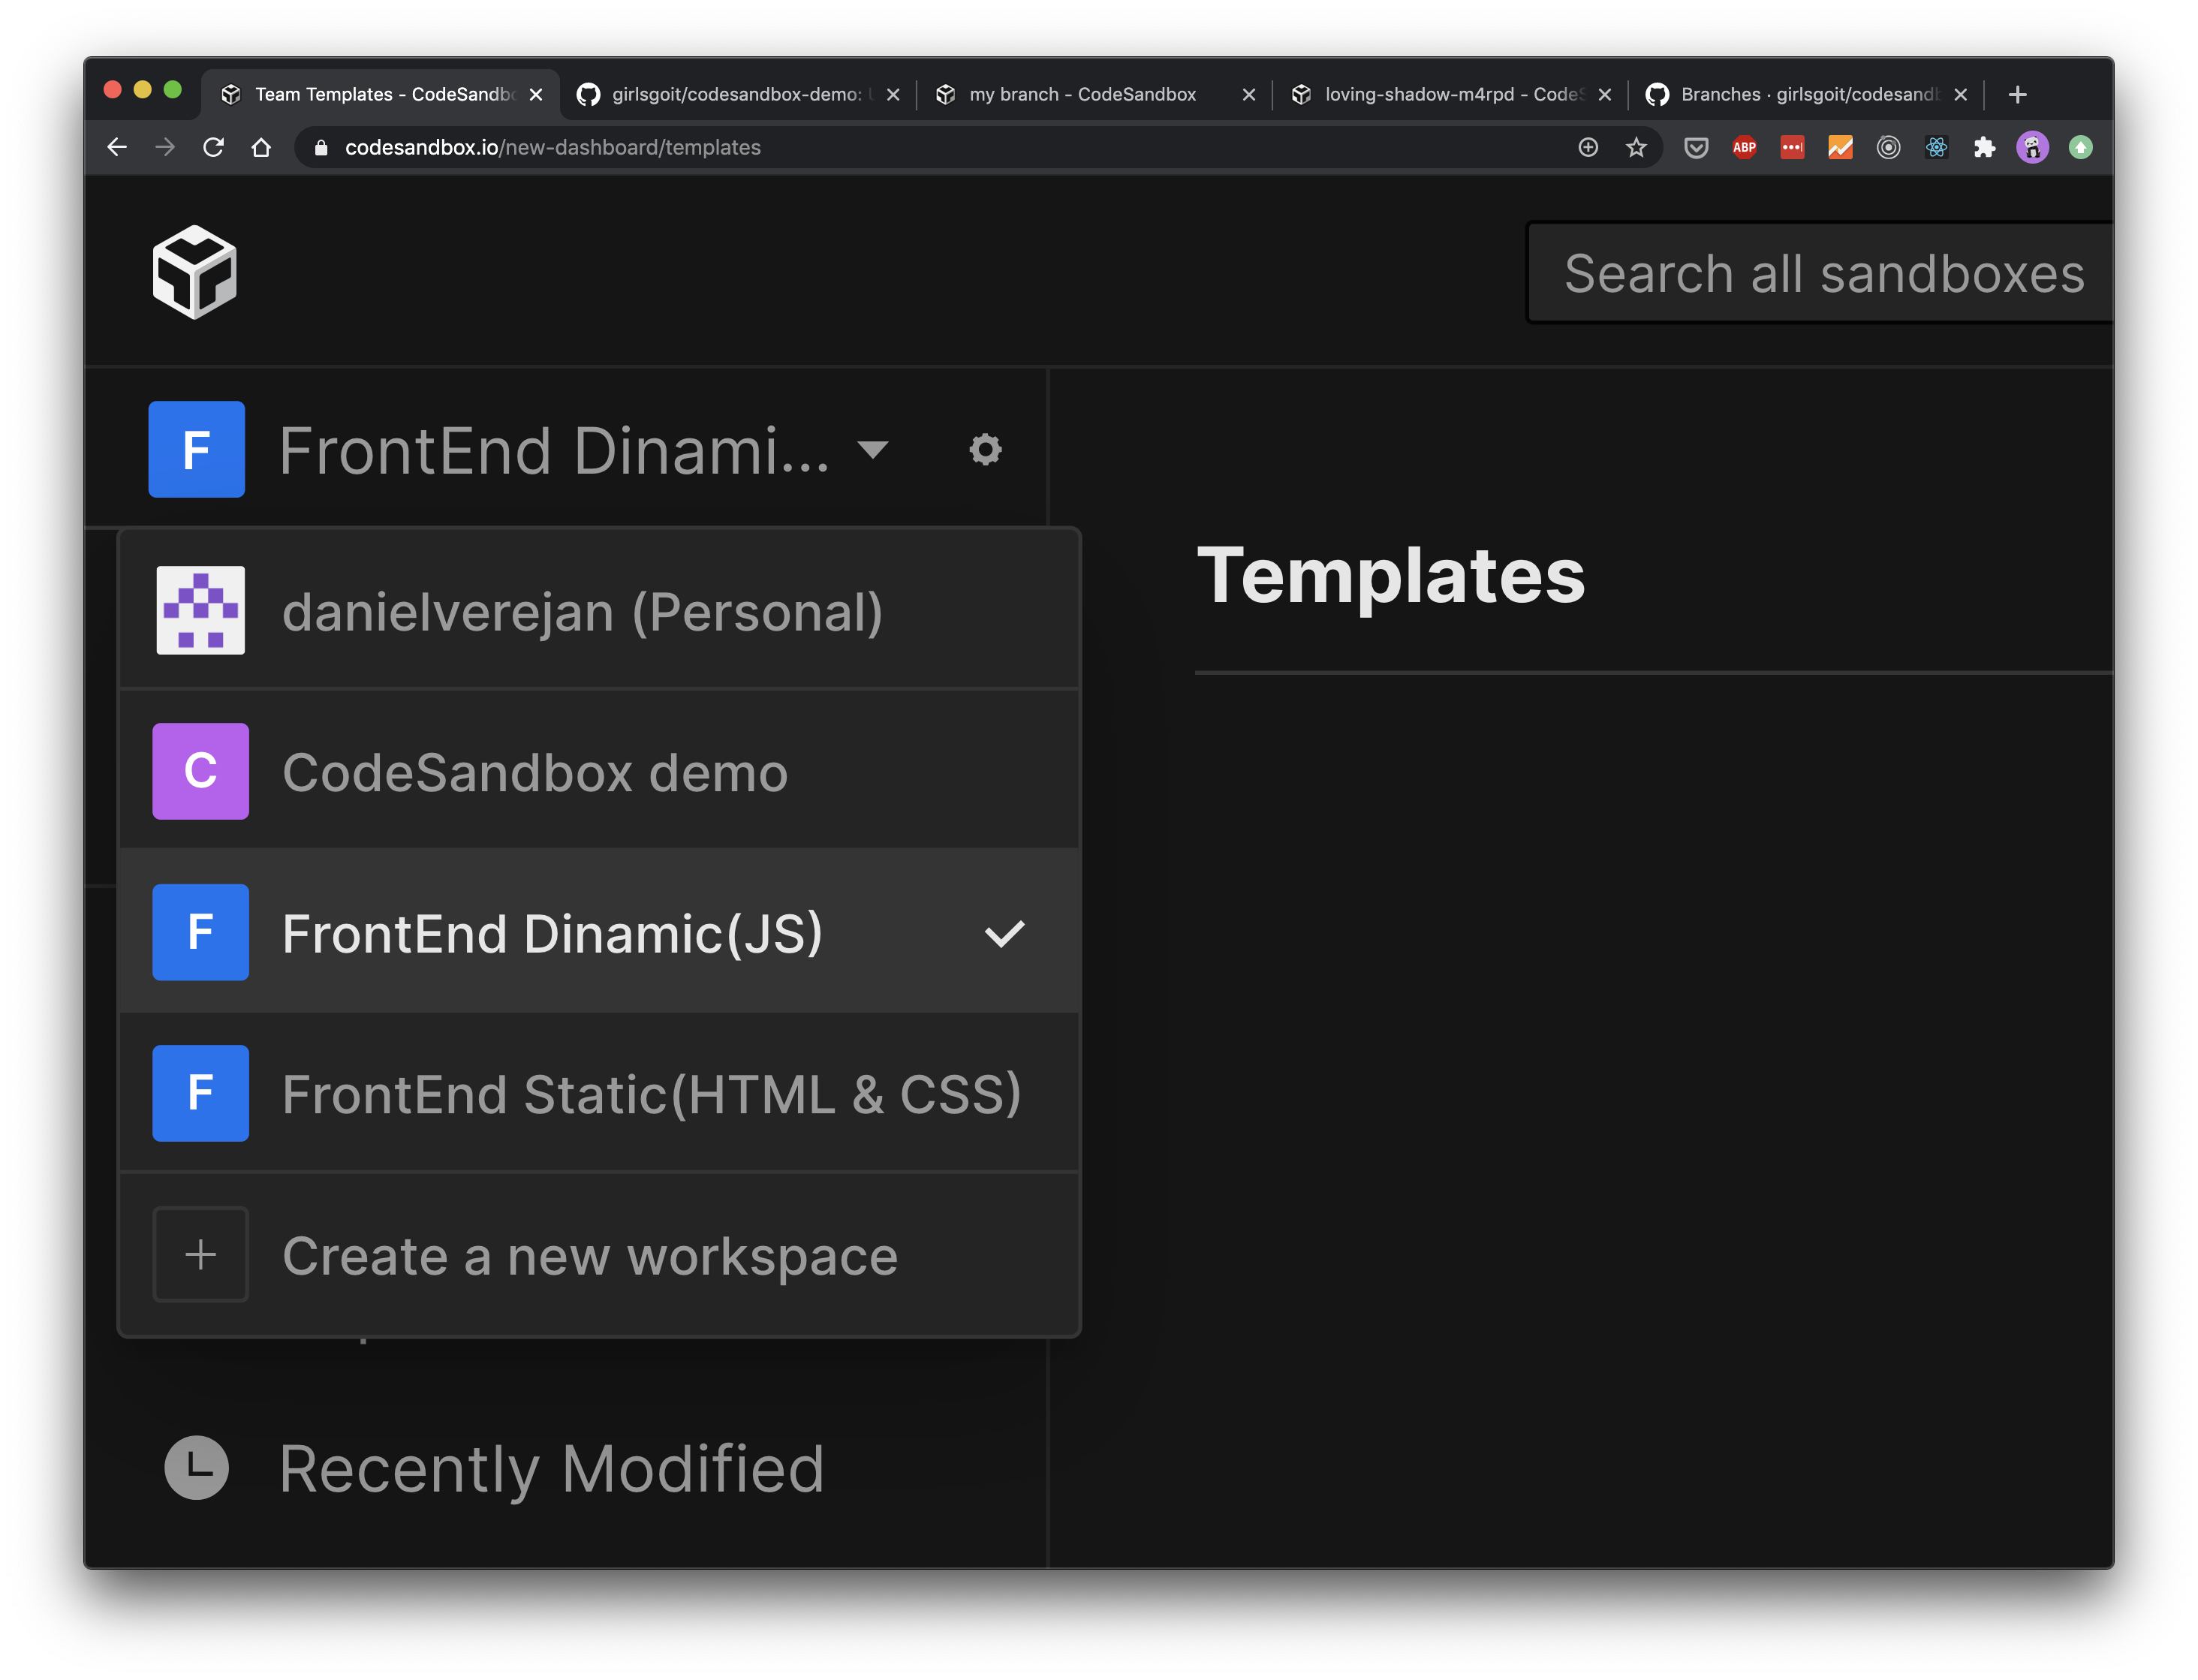 Team Templates - CodeSandbo
girlsgoit/codesandbox-demo:
my branch - CodeSandbox
loving-shadow-m4rpd - CodeS
Branches · girlsgoit/codesandb
codesandbox.io/new-dashboard/templates
ABP
Search all sandboxes
F
FrontEnd Dinami...
Templates
danielverejan (Personal)
C
CodeSandbox demo
F
FrontEnd Dinamic(JS)
F
FrontEnd Static(HTML & CSS)
Create a new workspace
Recently Modified